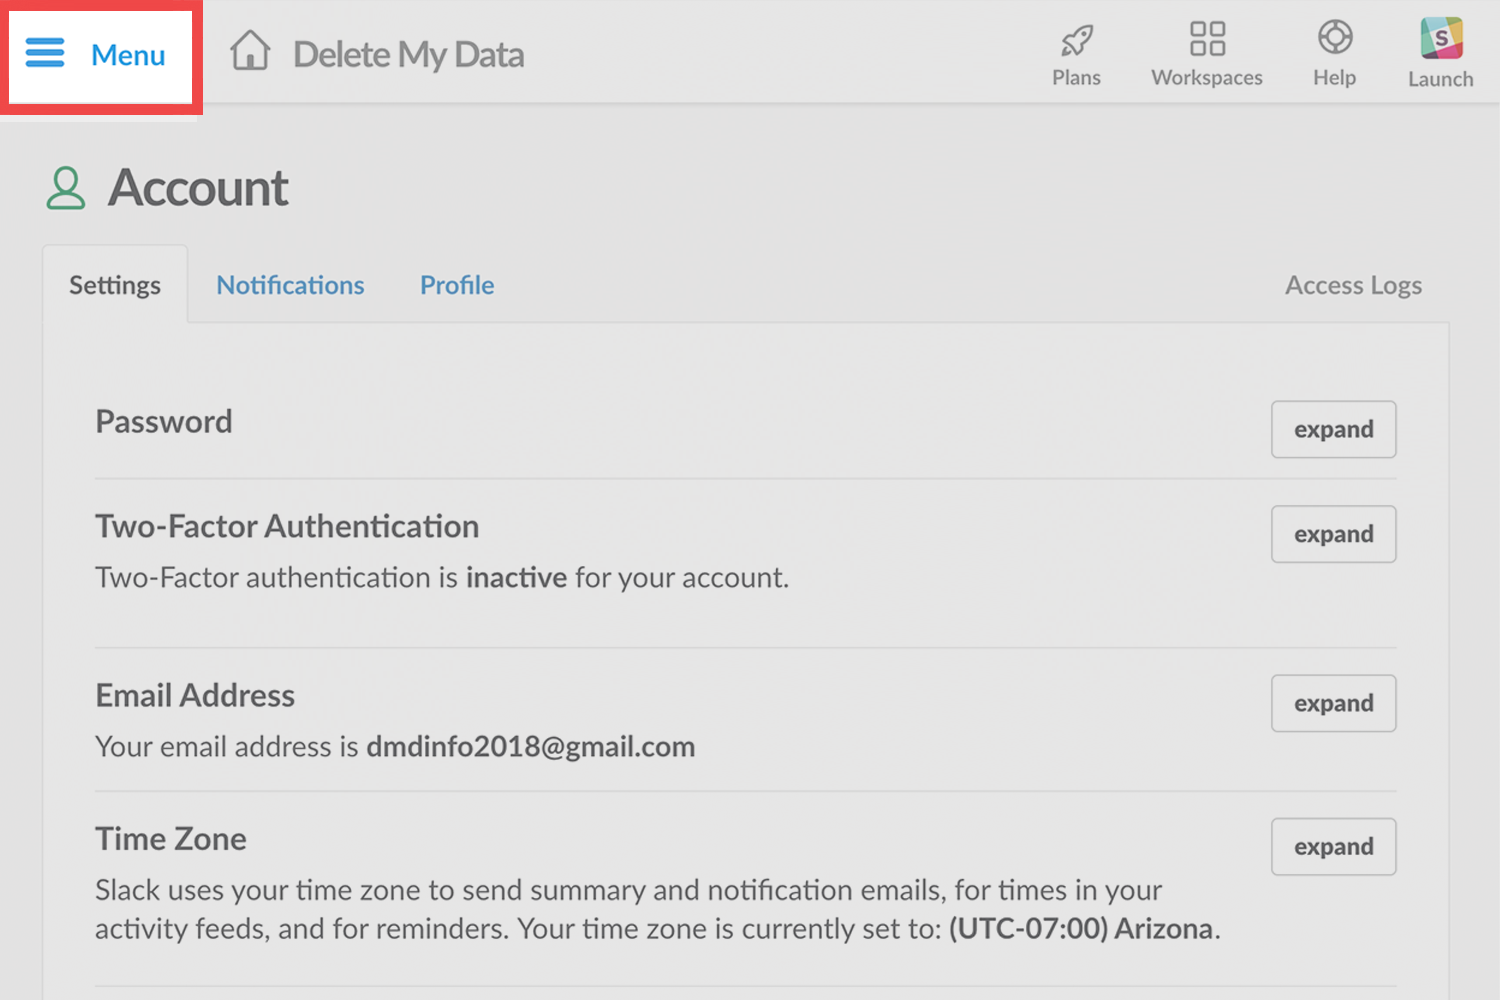 Menu
Delete My Data
Plans
Workspaces
Help
S
Launch
Account
Settings
Notifications
Profile
Access Logs
Password
expand
Two-Factor Authentication
expand
Two-Factor authentication is inactive for your account.
Email Address
expand
Your email address is dmdinfo2018@gmail.com
Time Zone
expand
Slack uses your time zone to send summary and notification emails, for times in your
activity feeds, and for reminders. Your time zone is currently set to: (UTC-07:00) Arizona.